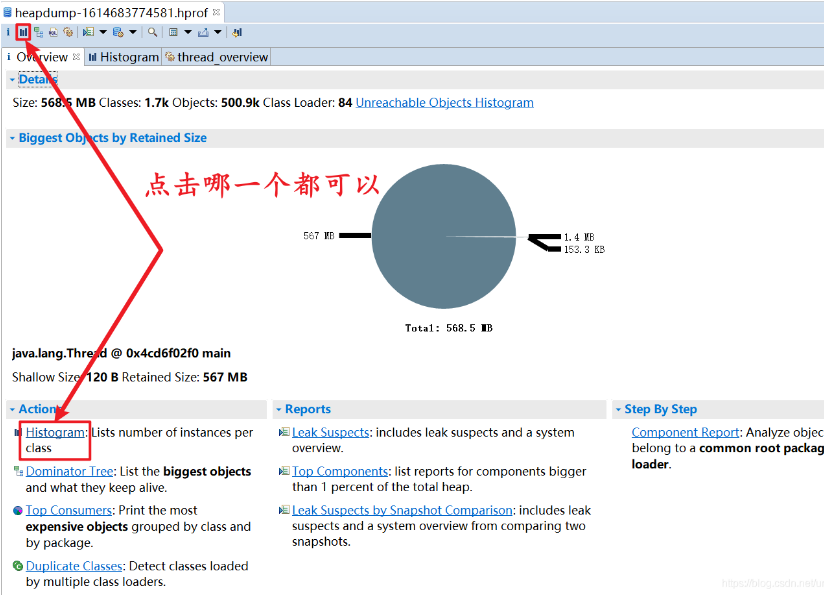 heapdump-1614683774581.hprof
Overview Histogram thread_overview
Details
Size: 568.5 MB Classes: 1.7k Objects: 500.9k Class Loader: 84 Unreachable Objects Histogram
Biggest Objects by Retained Size
点击哪一个都可以
567 MB
1.4 MB
153.3 KB
Total: 568.5 MB
java.lang.Thread @ 0x4cd6f02f0 main
Shallow Size: 120 B Retained Size: 567 MB
Actions
Histogram: Lists number of instances per
class
Dominator Tree: List the biggest objects
and what they keep alive.
Top Consumers: Print the most
expensive objects grouped by class and
by package.
Duplicate Classes: Detect classes loaded
by multiple class loaders.
Reports
Leak Suspects: includes leak suspects and a system
overview.
Top Components: list reports for components bigger
than 1 percent of the total heap.
Leak Suspects by Snapshot Comparison: includes leak
suspects and a system overview from comparing two
snapshots.
Step By Step
Component Report: Analyze objec
belong to a common root packag
loader.